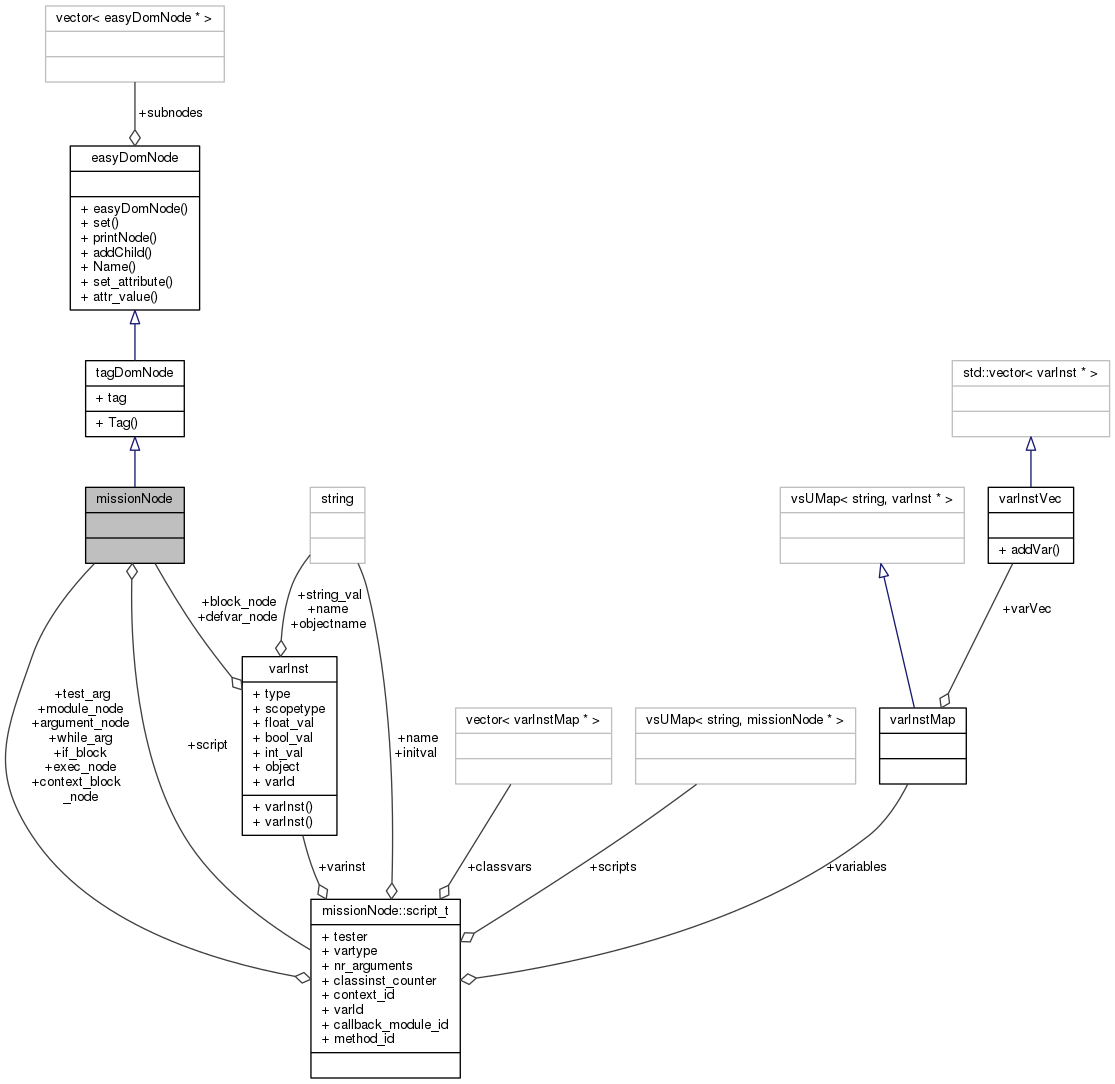 vector< easyDomNode * >
+subnodes
easyDomNode
+ easyDomNode()
+ set()
+ printNode()
+ addChild()
+ Name()
+ set_attribute()
+ attr_value()
tagDomNode
+ tag
+ Tag()
std::vector< varInst * >
missionNode
string
vsUMap< string, varInst * >
varInstVec
+ addVar()
+block_node
+defvar_node
+string_val
+name
+objectname
+varVec
varInst
+ type
+ scopetype
+ float_val
+ bool_val
+ int_val
+ object
+ varId
+ varInst()
+ varInst()
+test_arg
+module_node
+argument_node
+while_arg
+if_block
+exec_node
+context_block
_node
+script
+name
+initval
vector< varInstMap * >
vsUMap< string, missionNode * >
varInstMap
+varinst
+classvars
+scripts
+variables
missionNode::script_t
+ tester
+ vartype
+ nr_arguments
+ classinst_counter
+ context_id
+ varId
+ callback_module_id
+ method_id